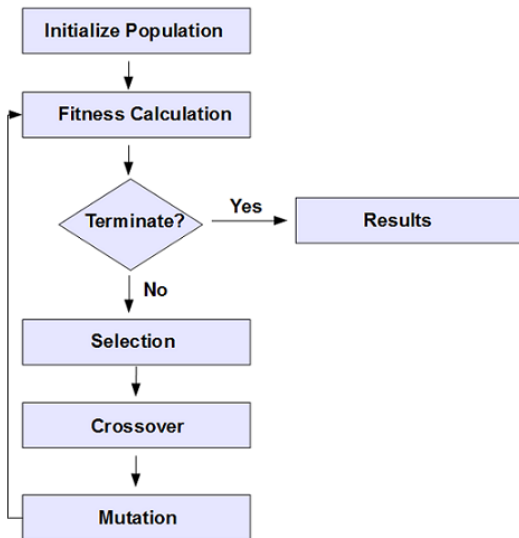 Initialize Population
Fitness Calculation
Terminate?
Yes
Results
No
Selection
Crossover
Mutation